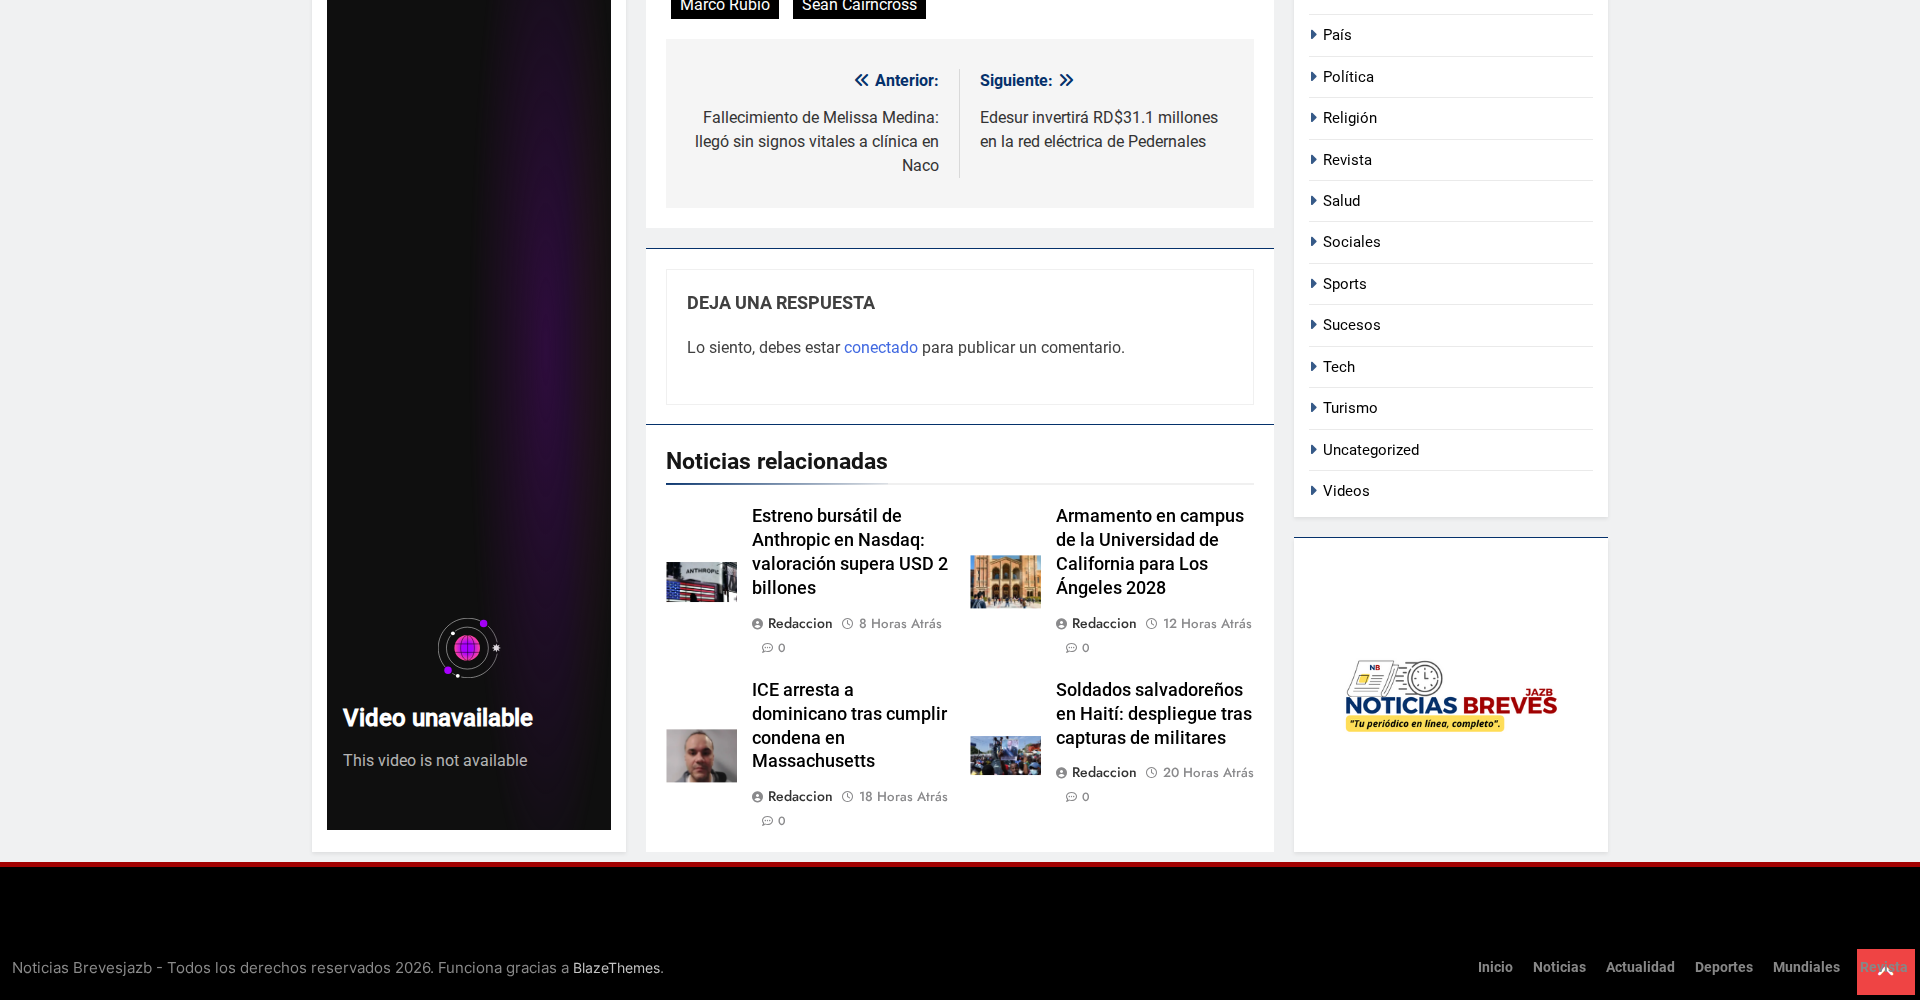 Marco Rubio
Sean Cairncross
Anterior:
Fallecimiento de Melissa Medina:
llegó sin signos vitales a clínica en
Naco
Siguiente:
Edesur invertirá RD$31.1 millones
en la red eléctrica de Pedernales
DEJA UNA RESPUESTA
Lo siento, debes estar conectado para publicar un comentario.
Noticias relacionadas
ANTHROPIC
Estreno bursátil de
Anthropic en Nasdaq:
valoración supera USD 2
billones
Redaccion 8 Horas Atrás
0
Armamento en campus
de la Universidad de
California para Los
Ángeles 2028
Redaccion 12 Horas Atrás
0
ICE arresta a
dominicano tras cumplir
condena en
Massachusetts
Redaccion 18 Horas Atrás
0
Soldados salvadoreños
en Haití: despliegue tras
capturas de militares
Redaccion 20 Horas Atrás
0
Video unavailable
This video is not available
País
Política
Religión
Revista
Salud
Sociales
Sports
Sucesos
Tech
Turismo
Uncategorized
Videos
NB
JAZB
NOTICIAS BREVES
"Tu periódico en línea, completo".
Noticias Brevesjazb - Todos los derechos reservados 2026. Funciona gracias a BlazeThemes.
Inicio
Noticias
Actualidad
Deportes
Mundiales
Revista